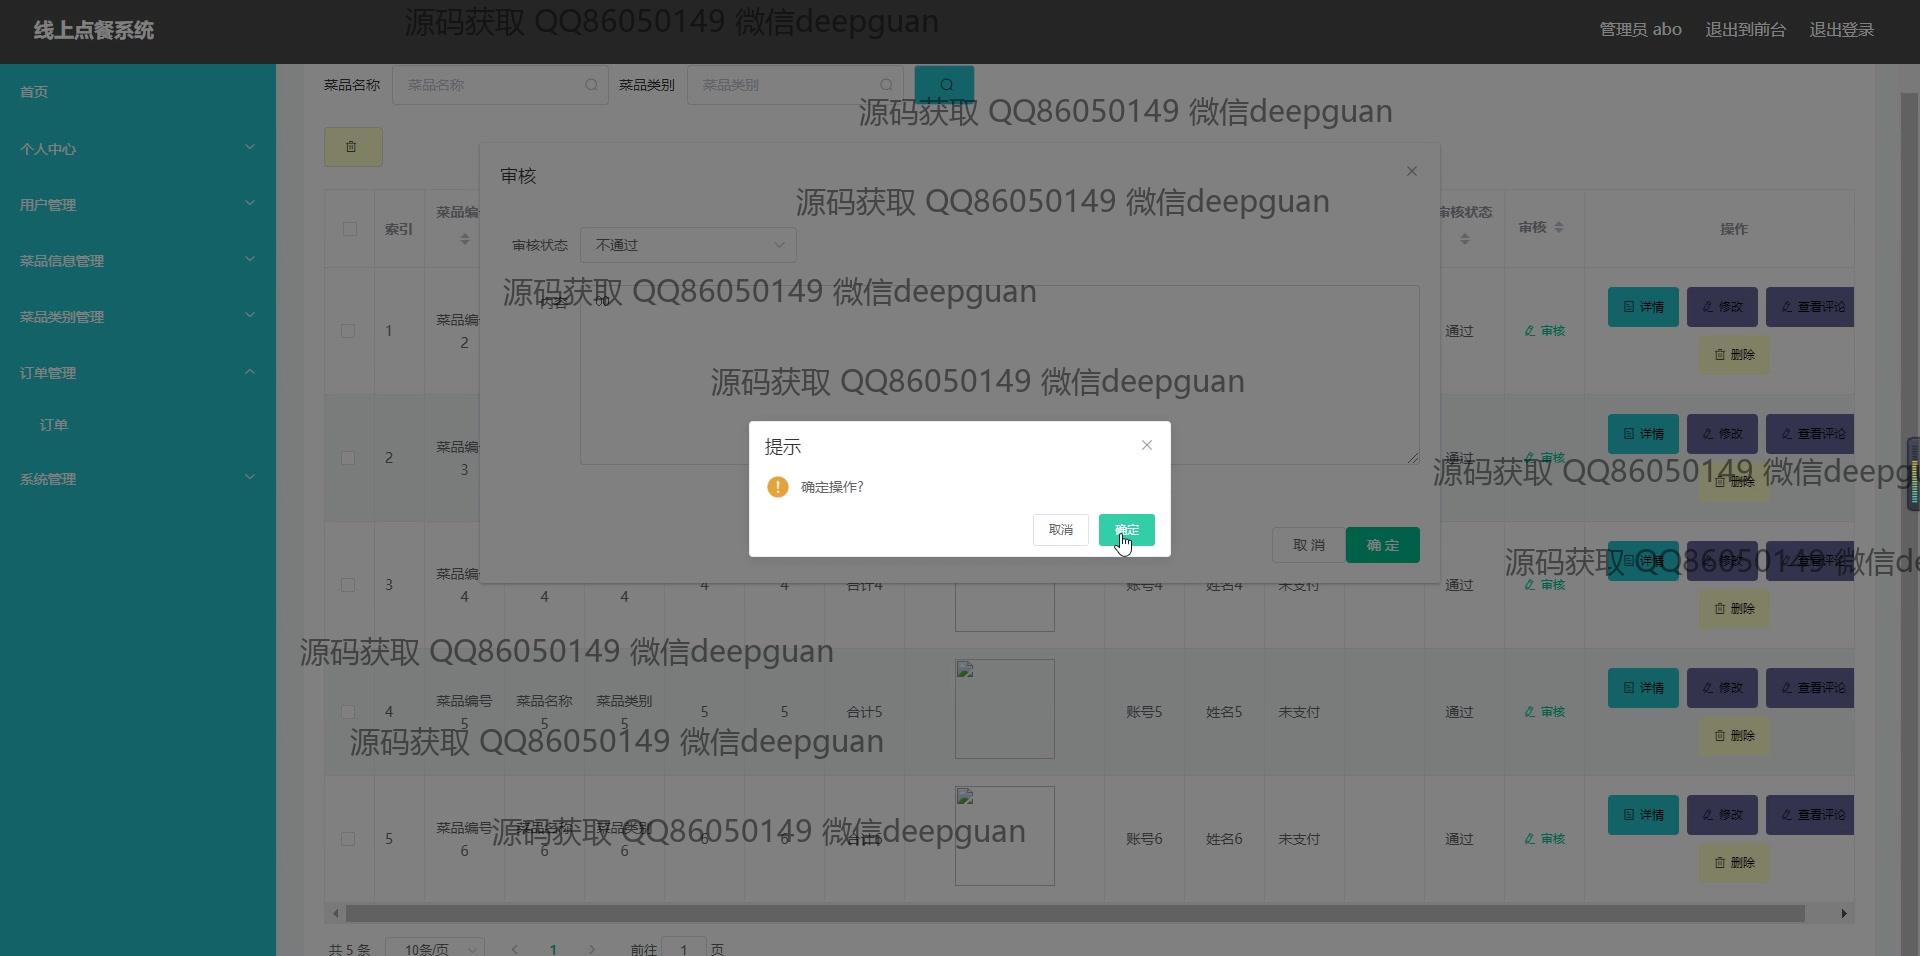 线上点餐系统
源码获取 QQ86050149 微信deepguan
管理员 abo 退出到前台 退出登录
首页
个人中心
用户管理
菜品信息管理
菜品类别管理
订单管理
订单
系统管理
菜品名称 菜品名称 菜品类别 菜品类别
源码获取 QQ86050149 微信deepguan
审核
源码获取 QQ86050149 微信deepguan
审核状态 不通过
内容 00
源码获取 QQ86050149 微信deepguan
源码获取 QQ86050149 微信deepguan
提示
确定操作?
取消 确定
取 消 确 定
索引 菜品编 审核状态 审核 操作
1 菜品编 2 通过 审核 详情 修改 查看评论 删除
2 菜品编 3 通过 审核 详情 修改 查看评论 删除
源码获取 QQ86050149 微信deepg
3 菜品编 4 4 4 4 4 合计4 账号4 姓名4 未支付 通过 审核 详情 修改 查看评论 删除
源码获取 QQ86050149 微信de
源码获取 QQ86050149 微信deepguan
4 菜品编号5 菜品名称5 菜品类别5 5 5 合计5 账号5 姓名5 未支付 通过 审核 详情 修改 查看评论 删除
源码获取 QQ86050149 微信deepguan
5 菜品编号6 菜品名称6 菜品类别6 6 6 合计6 账号6 姓名6 未支付 通过 审核 详情 修改 查看评论 删除
源码获取 QQ86050149 微信deepguan
共 5 条 10条/页 1 前往 1 页